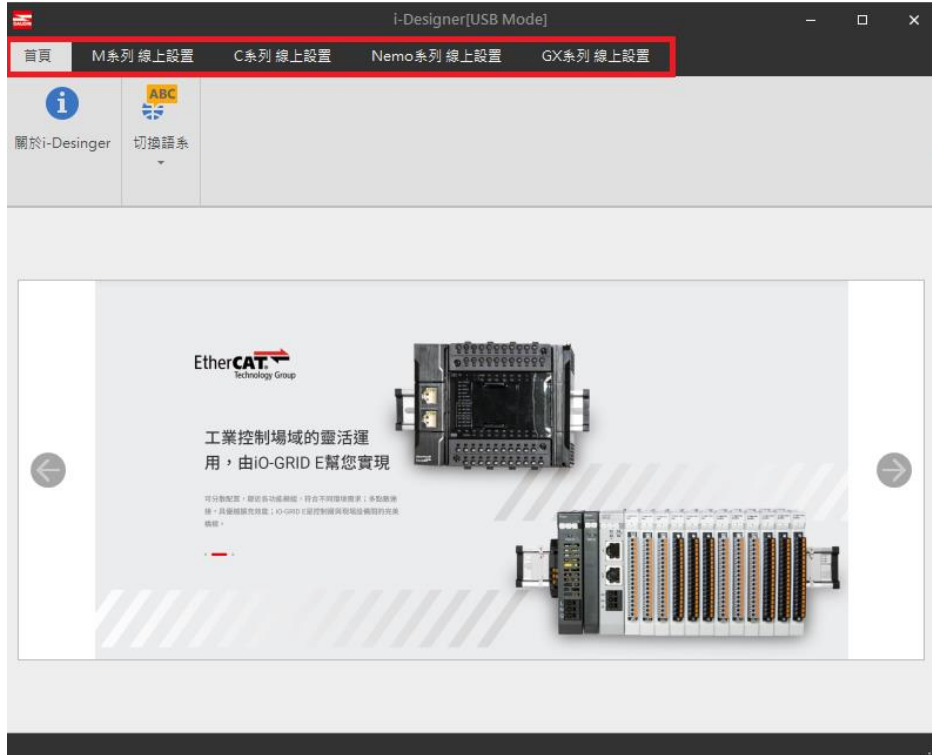 i-Designer[USB Mode]
首頁 M系列 線上設置 C系列 線上設置 Nemo系列 線上設置 GX系列 線上設置
ABC
關於i-Desinger 切換語系
EtherCAT.
Technology Group
工業控制場域的靈活運
用，由iO-GRID E幫您實現